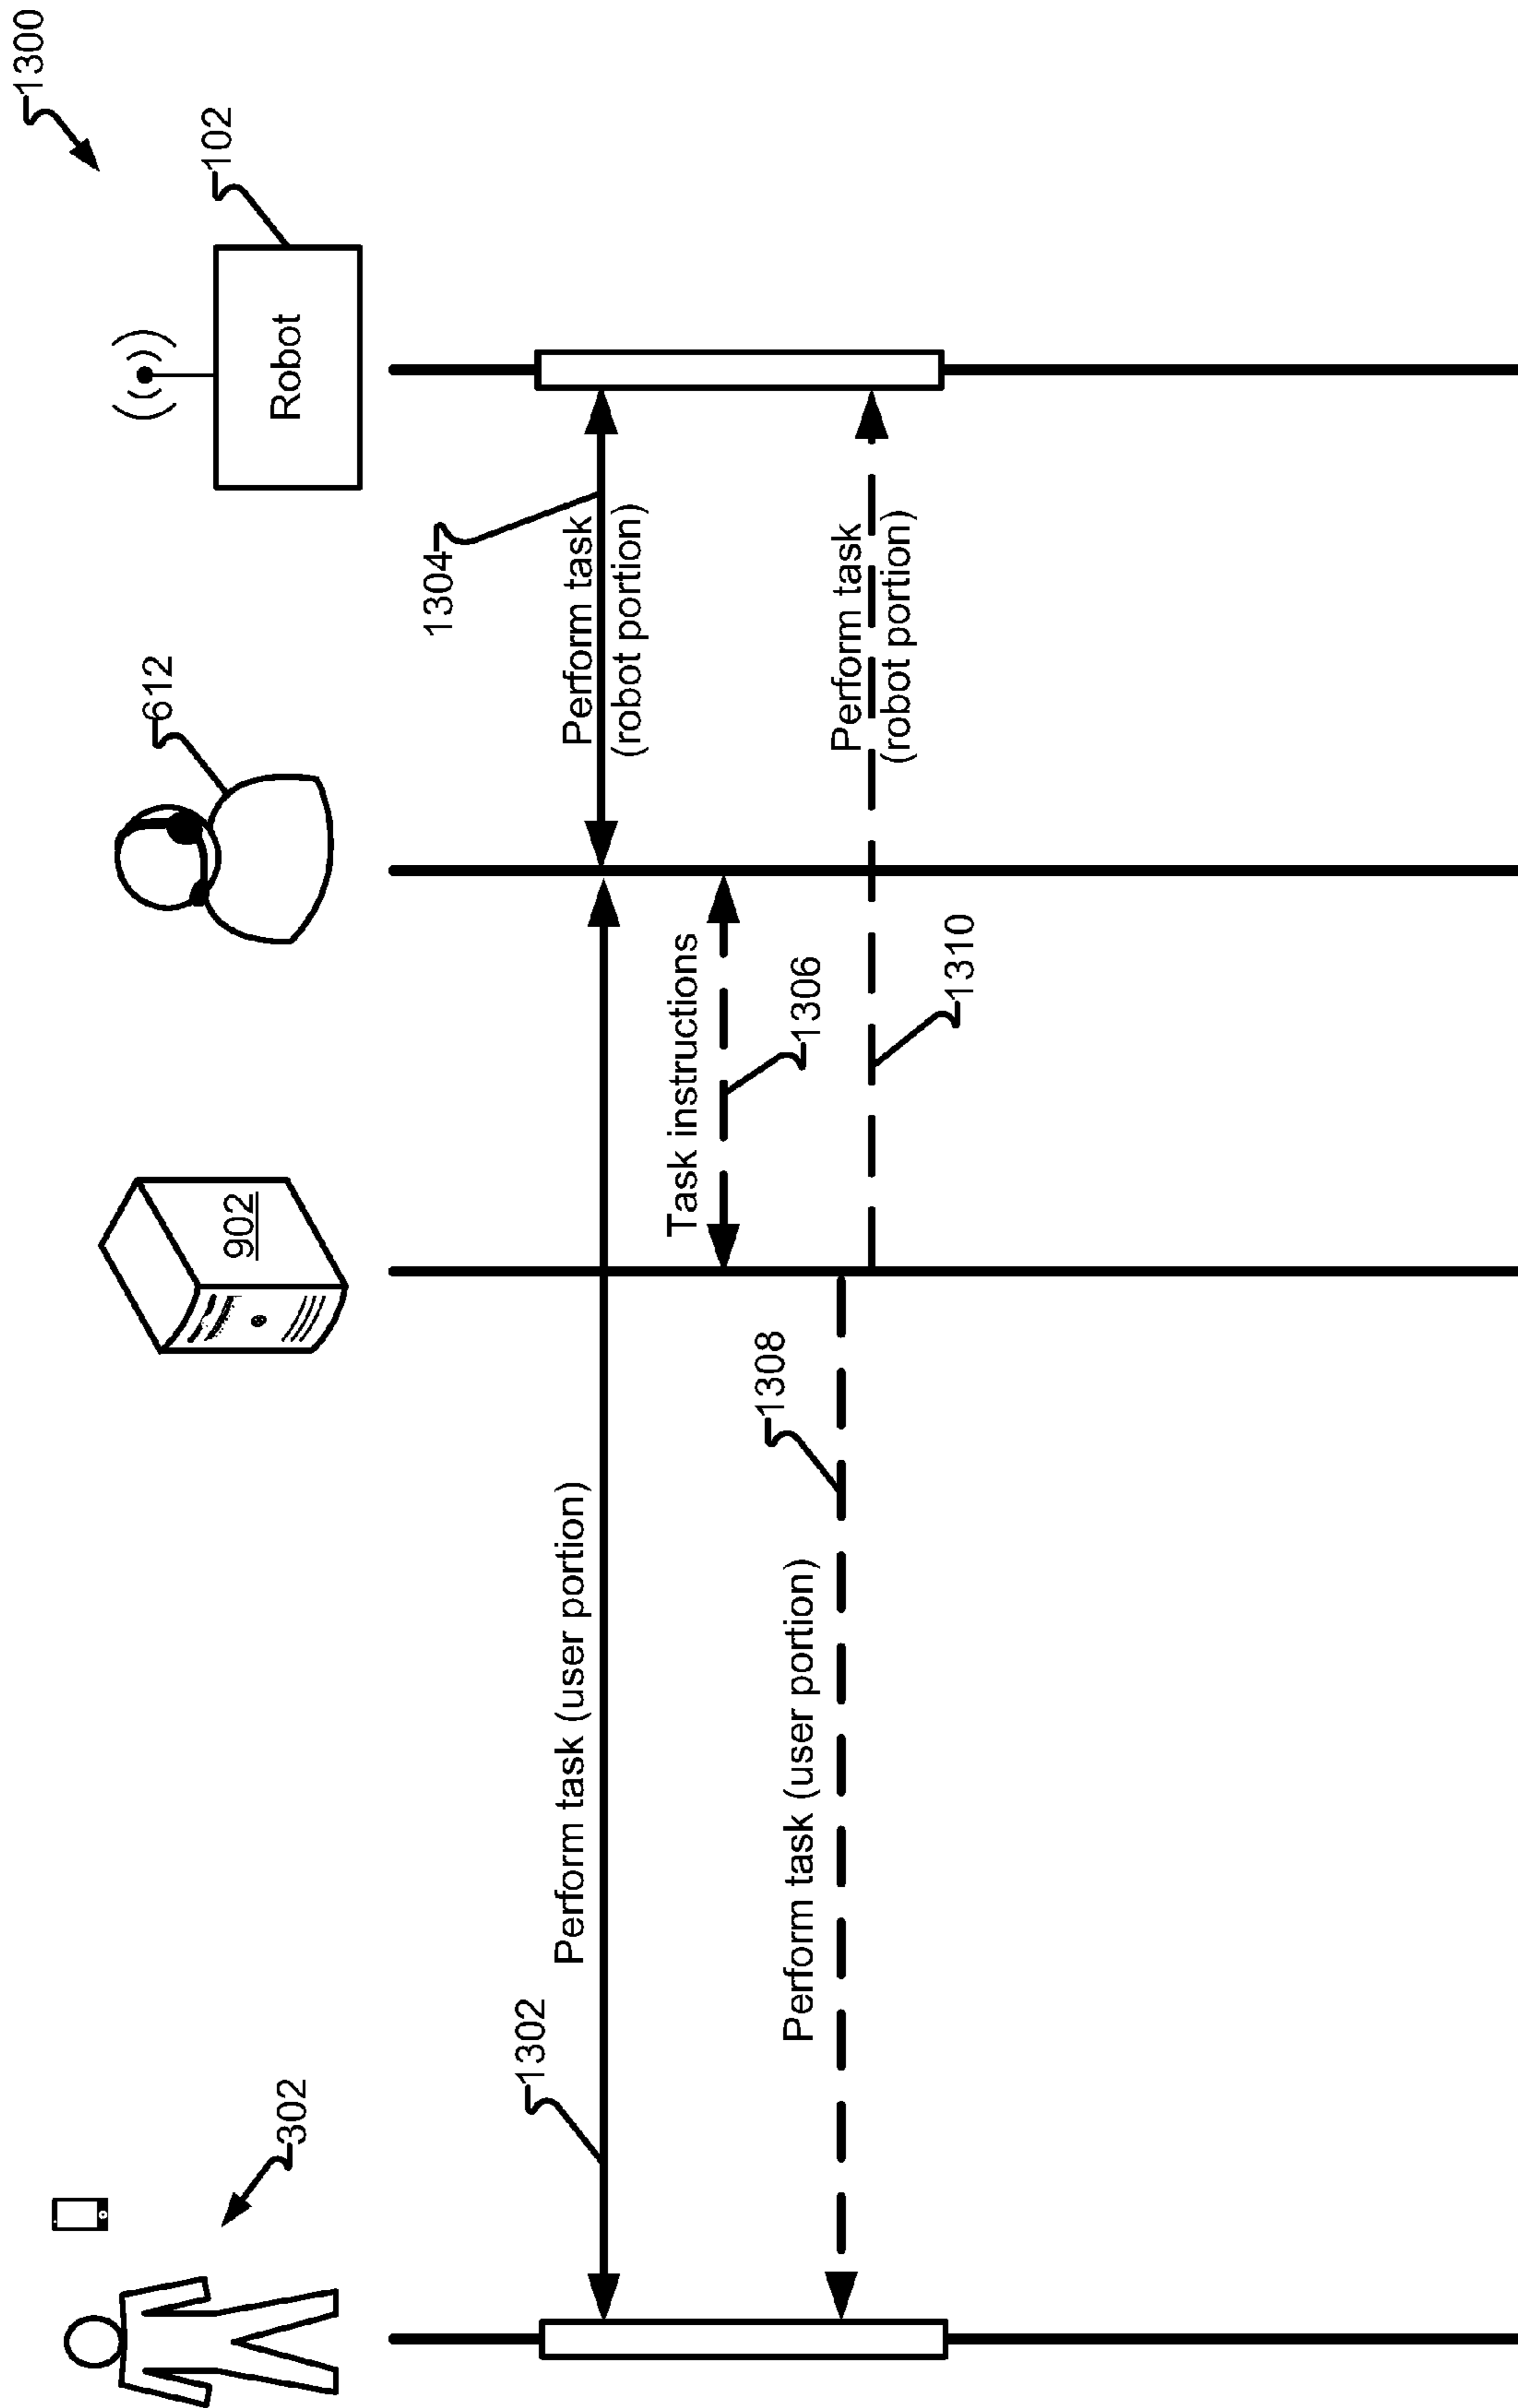 1300
102
Robot
612
902
302
1304
Perform task
(robot portion)
Perform task (user portion)
1302
Task instructions
1306
1308
Perform task
(robot portion)
Perform task (user portion)
1310